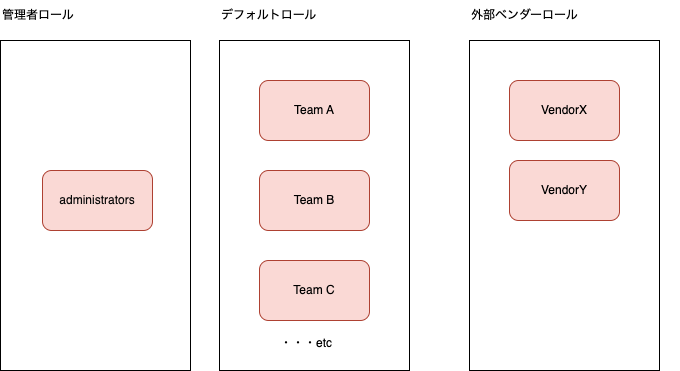 管理者ロール
administrators
デフォルトロール
Team A
Team B
Team C
・・・etc
外部ベンダーロール
VendorX
VendorY